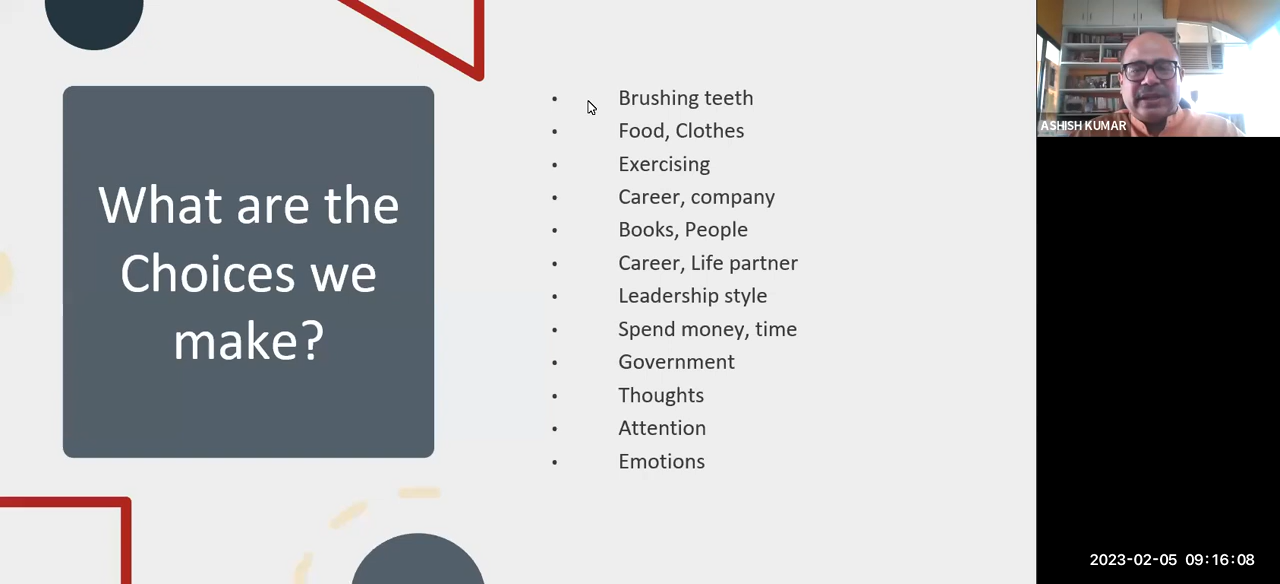 What are the
Choices we
make?
• Brushing teeth
• Food, Clothes
• Exercising
• Career, company
• Books, People
• Career, Life partner
• Leadership style
• Spend money, time
• Government
• Thoughts
• Attention
• Emotions
ASHISH KUMAR
2023-02-05 09:16:08